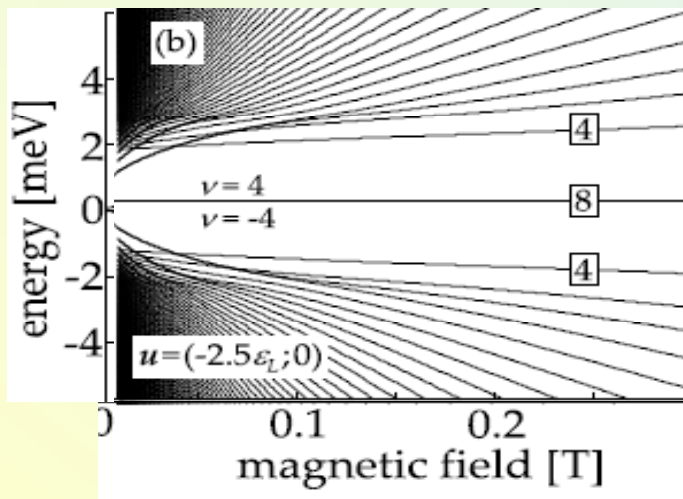 (b)
energy [meV]
4
2
0
-2
-4
ν = 4
ν = -4
4
8
4
u=(-2.5ε_L;0)
0 0.1 0.2
magnetic field [T]